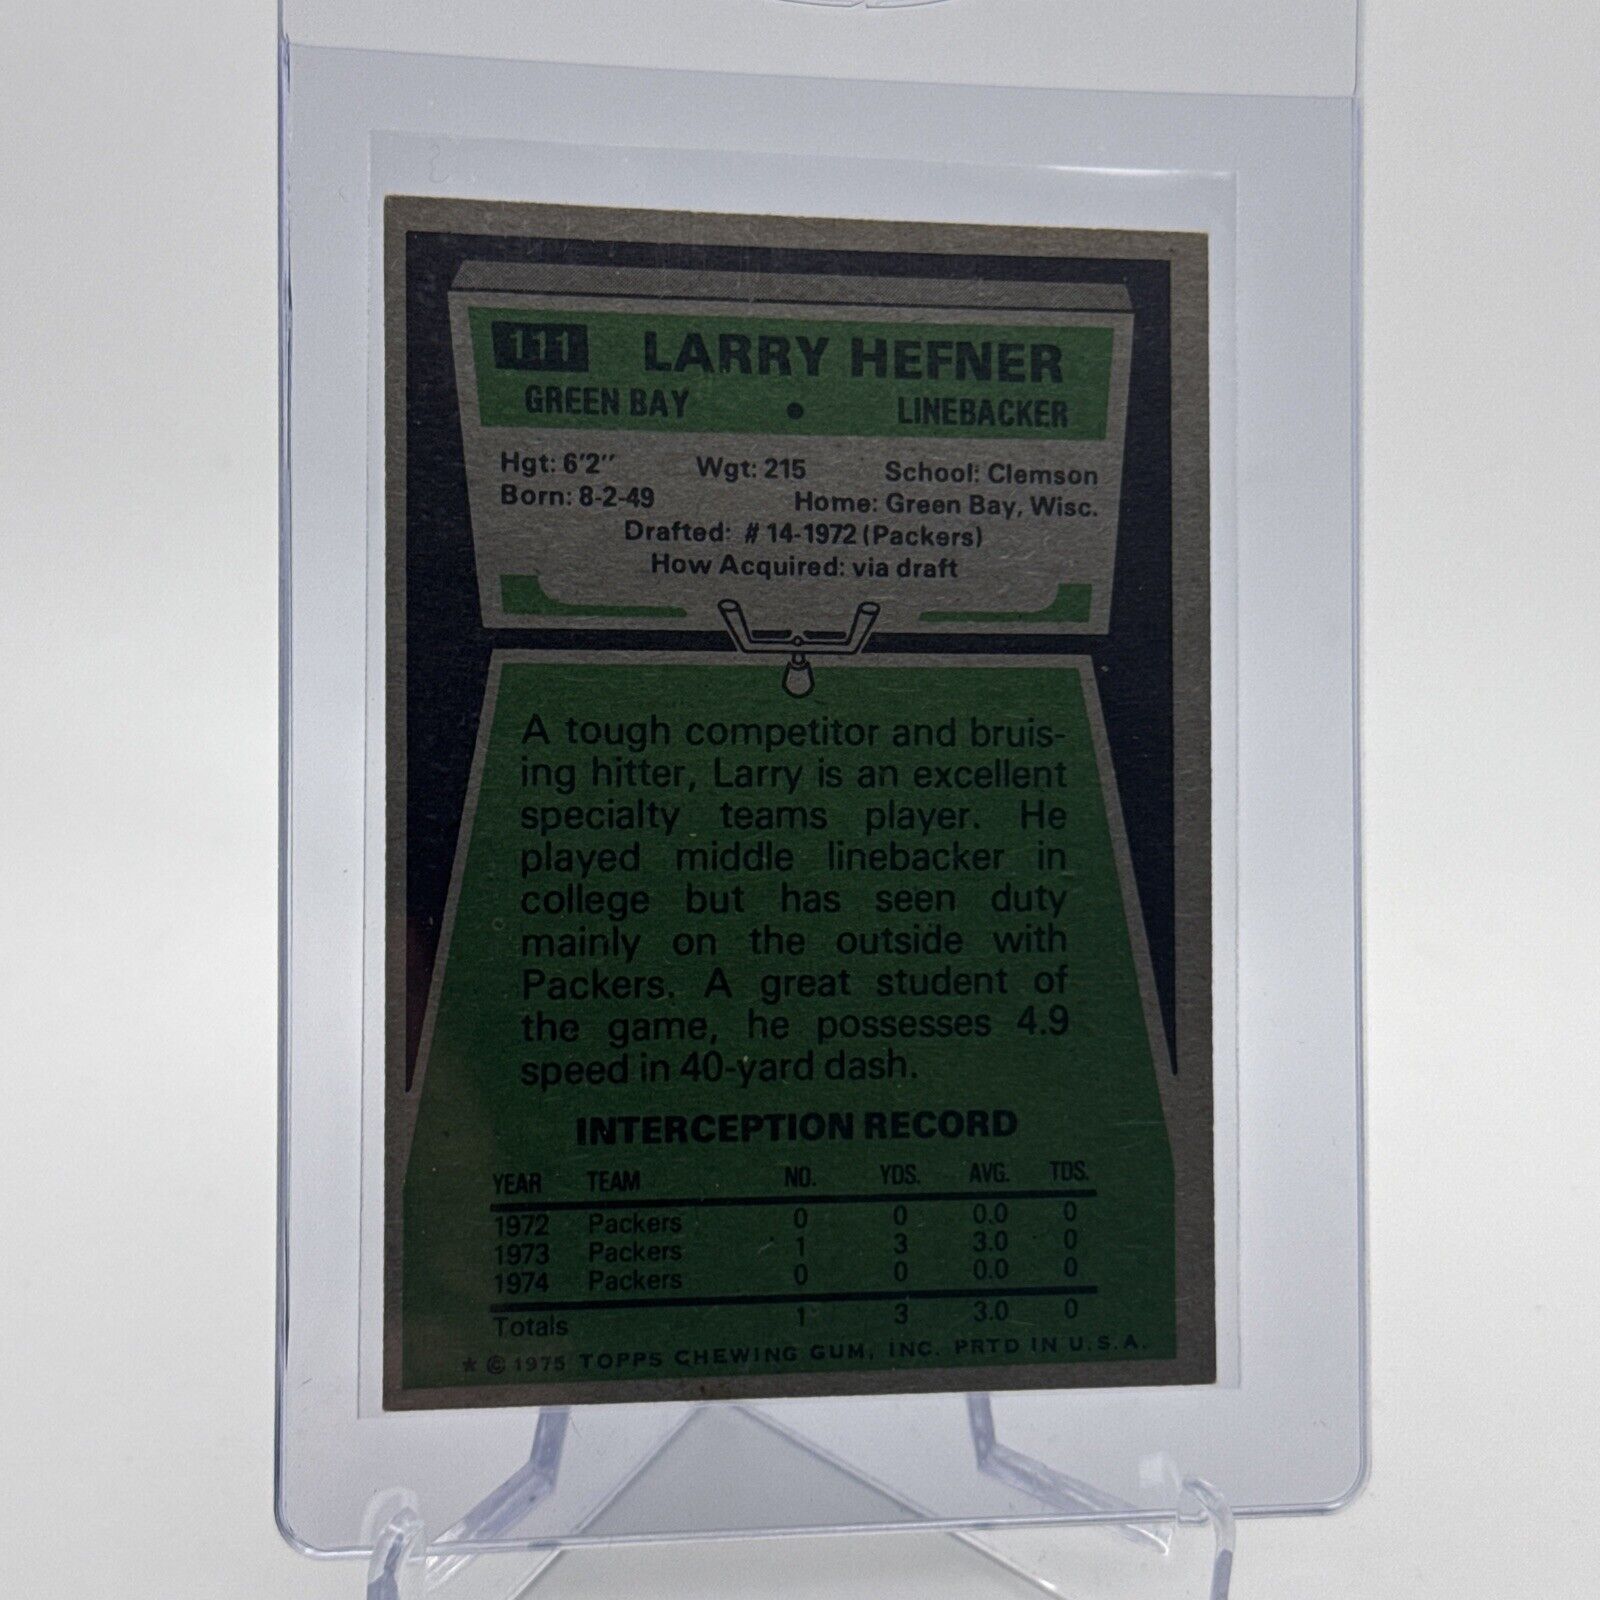 111 LARRY HEFNER
GREEN BAY • LINEBACKER
Hgt: 6'2" Wgt: 215 School: Clemson
Born: 8-2-49 Home: Green Bay, Wisc.
Drafted: #14-1972 (Packers)
How Acquired: via draft
A tough competitor and bruis-
ing hitter, Larry is an excellent
specialty teams player. He
played middle linebacker in
college but has seen duty
mainly on the outside with
Packers. A great student of
the game, he possesses 4.9
speed in 40-yard dash.
INTERCEPTION RECORD
YEAR TEAM NO. YDS. AVG. TDS.
1972 Packers 0 0 0.0 0
1973 Packers 1 3 3.0 0
1974 Packers 0 0 0.0 0
Totals 1 3 3.0 0
* © 1975 TOPPS CHEWING GUM, INC. PRTD IN U.S.A.